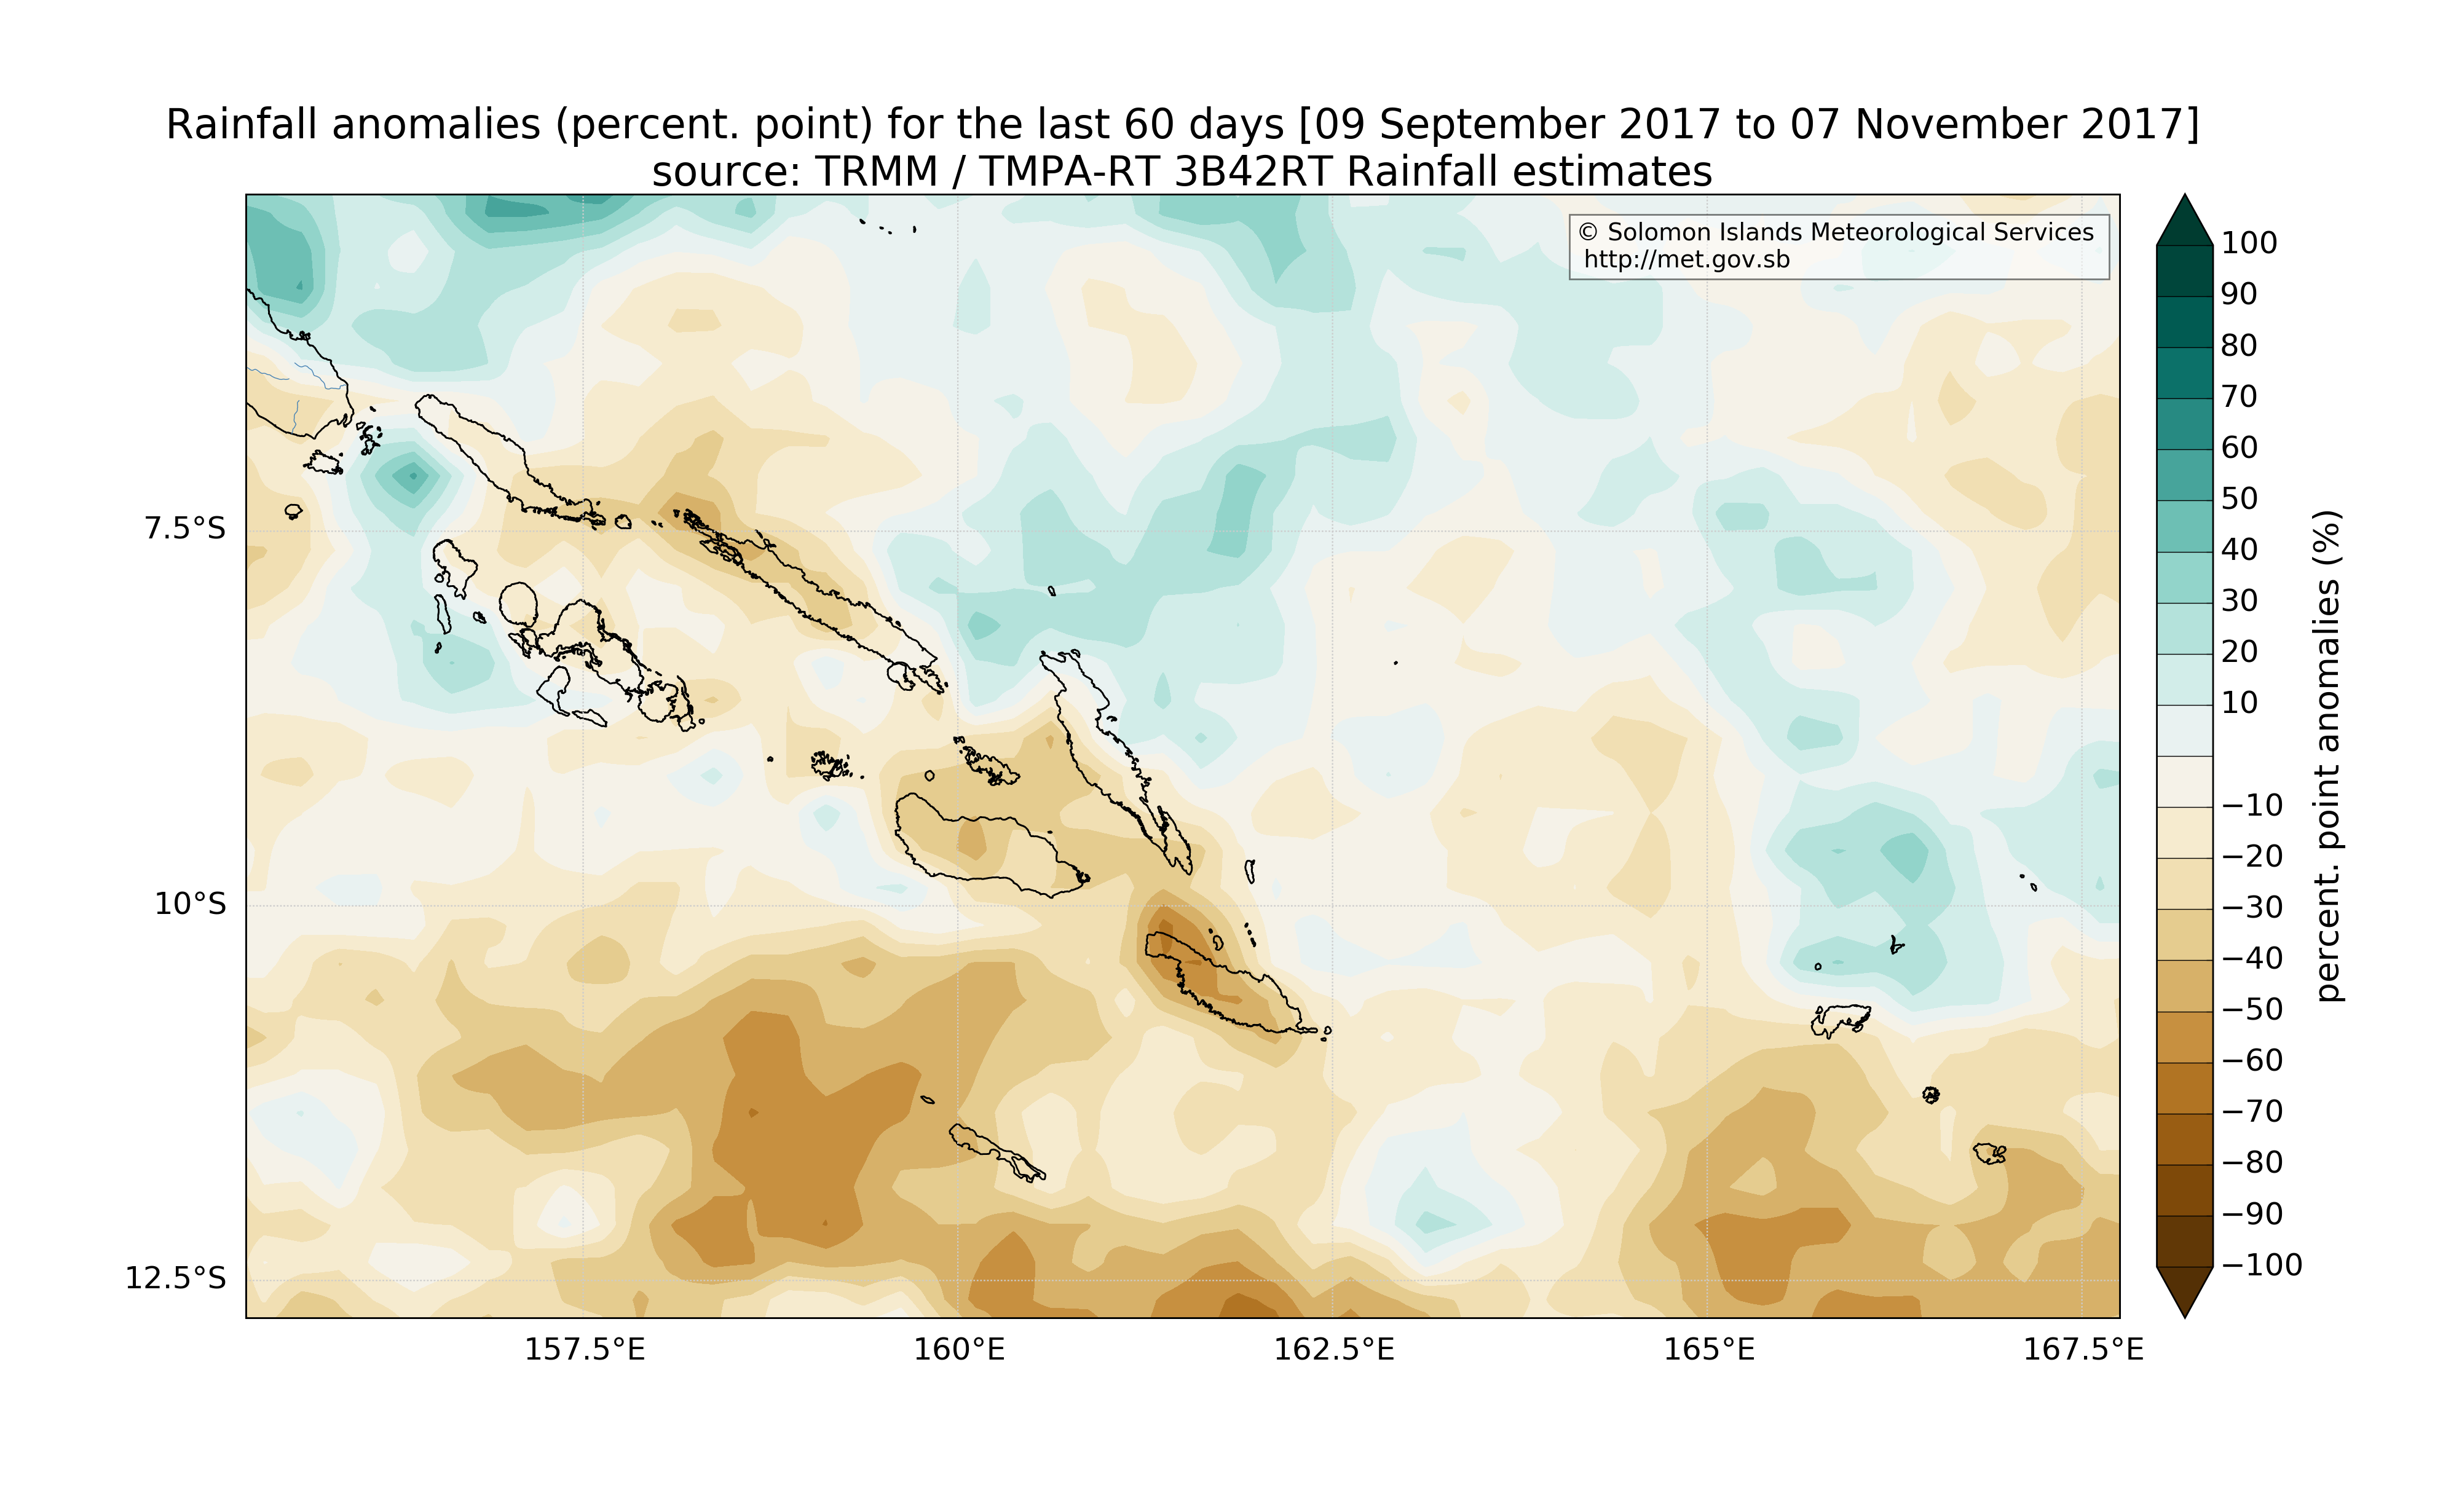 Rainfall anomalies (percent. point) for the last 60 days [09 September 2017 to 07 November 2017]
source: TRMM / TMPA-RT 3B42RT Rainfall estimates
© Solomon Islands Meteorological Services
http://met.gov.sb
7.5°S
10°S
12.5°S
157.5°E
160°E
162.5°E
165°E
167.5°E
100
90
80
70
60
50
40
30
20
10
−10
−20
−30
−40
−50
−60
−70
−80
−90
−100
percent. point anomalies (%)